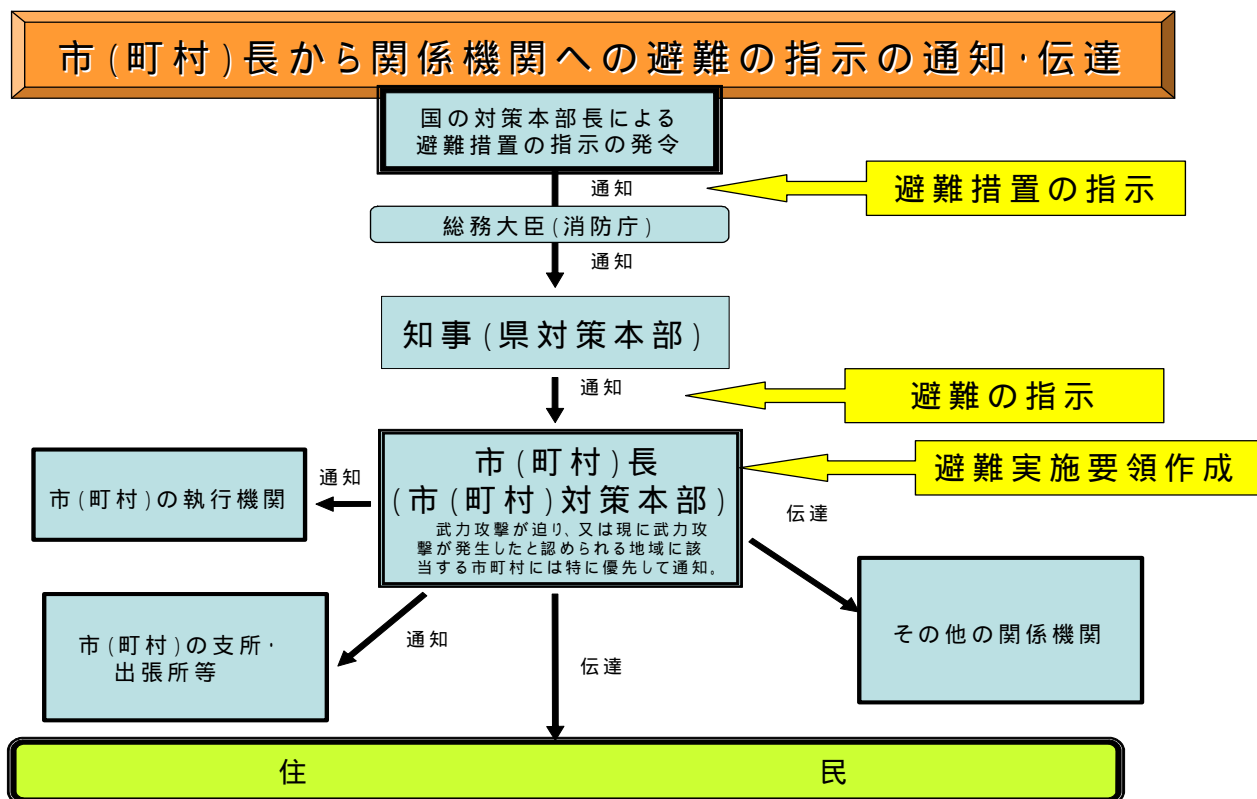 市(町村)長から関係機関への避難の指示の通知・伝達
国の対策本部長による
避難措置の指示の発令
通知
避難措置の指示
総務大臣(消防庁)
通知
知事(県対策本部)
通知
避難の指示
市(町村)長
(市(町村)対策本部)
武力攻撃が迫り、又は現に武力攻
撃が発生したと認められる地域に該
当する市町村には特に優先して通知。
避難実施要領作成
通知
市(町村)の執行機関
伝達
その他の関係機関
通知
市(町村)の支所・
出張所等
伝達
住民